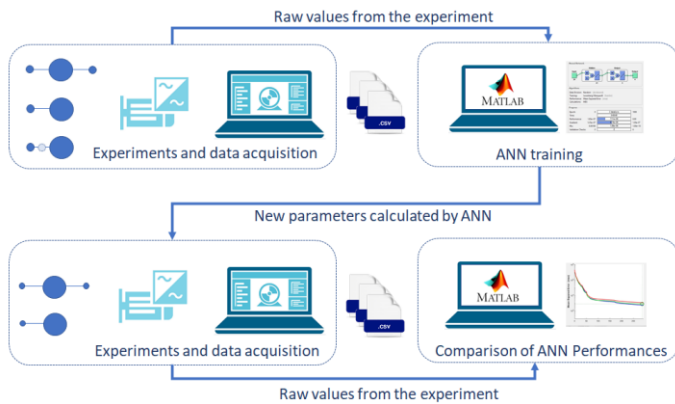 Raw values from the experiment
MATLAB
.CSV
Experiments and data acquisition
ANN training
New parameters calculated by ANN
MATLAB
.CSV
Experiments and data acquisition
Comparison of ANN Performances
Raw values from the experiment